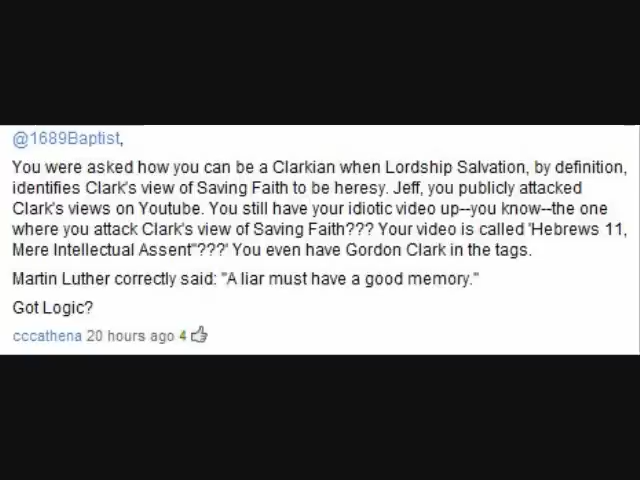 @1689Baptist,
You were asked how you can be a Clarkian when Lordship Salvation, by definition,
identifies Clark's view of Saving Faith to be heresy. Jeff, you publicly attacked
Clark's views on Youtube. You still have your idiotic video up--you know--the one
where you attack Clark's view of Saving Faith??? Your video is called 'Hebrews 11,
Mere Intellectual Assent"???' You even have Gordon Clark in the tags.
Martin Luther correctly said: "A liar must have a good memory."
Got Logic?
cccathena 20 hours ago 4